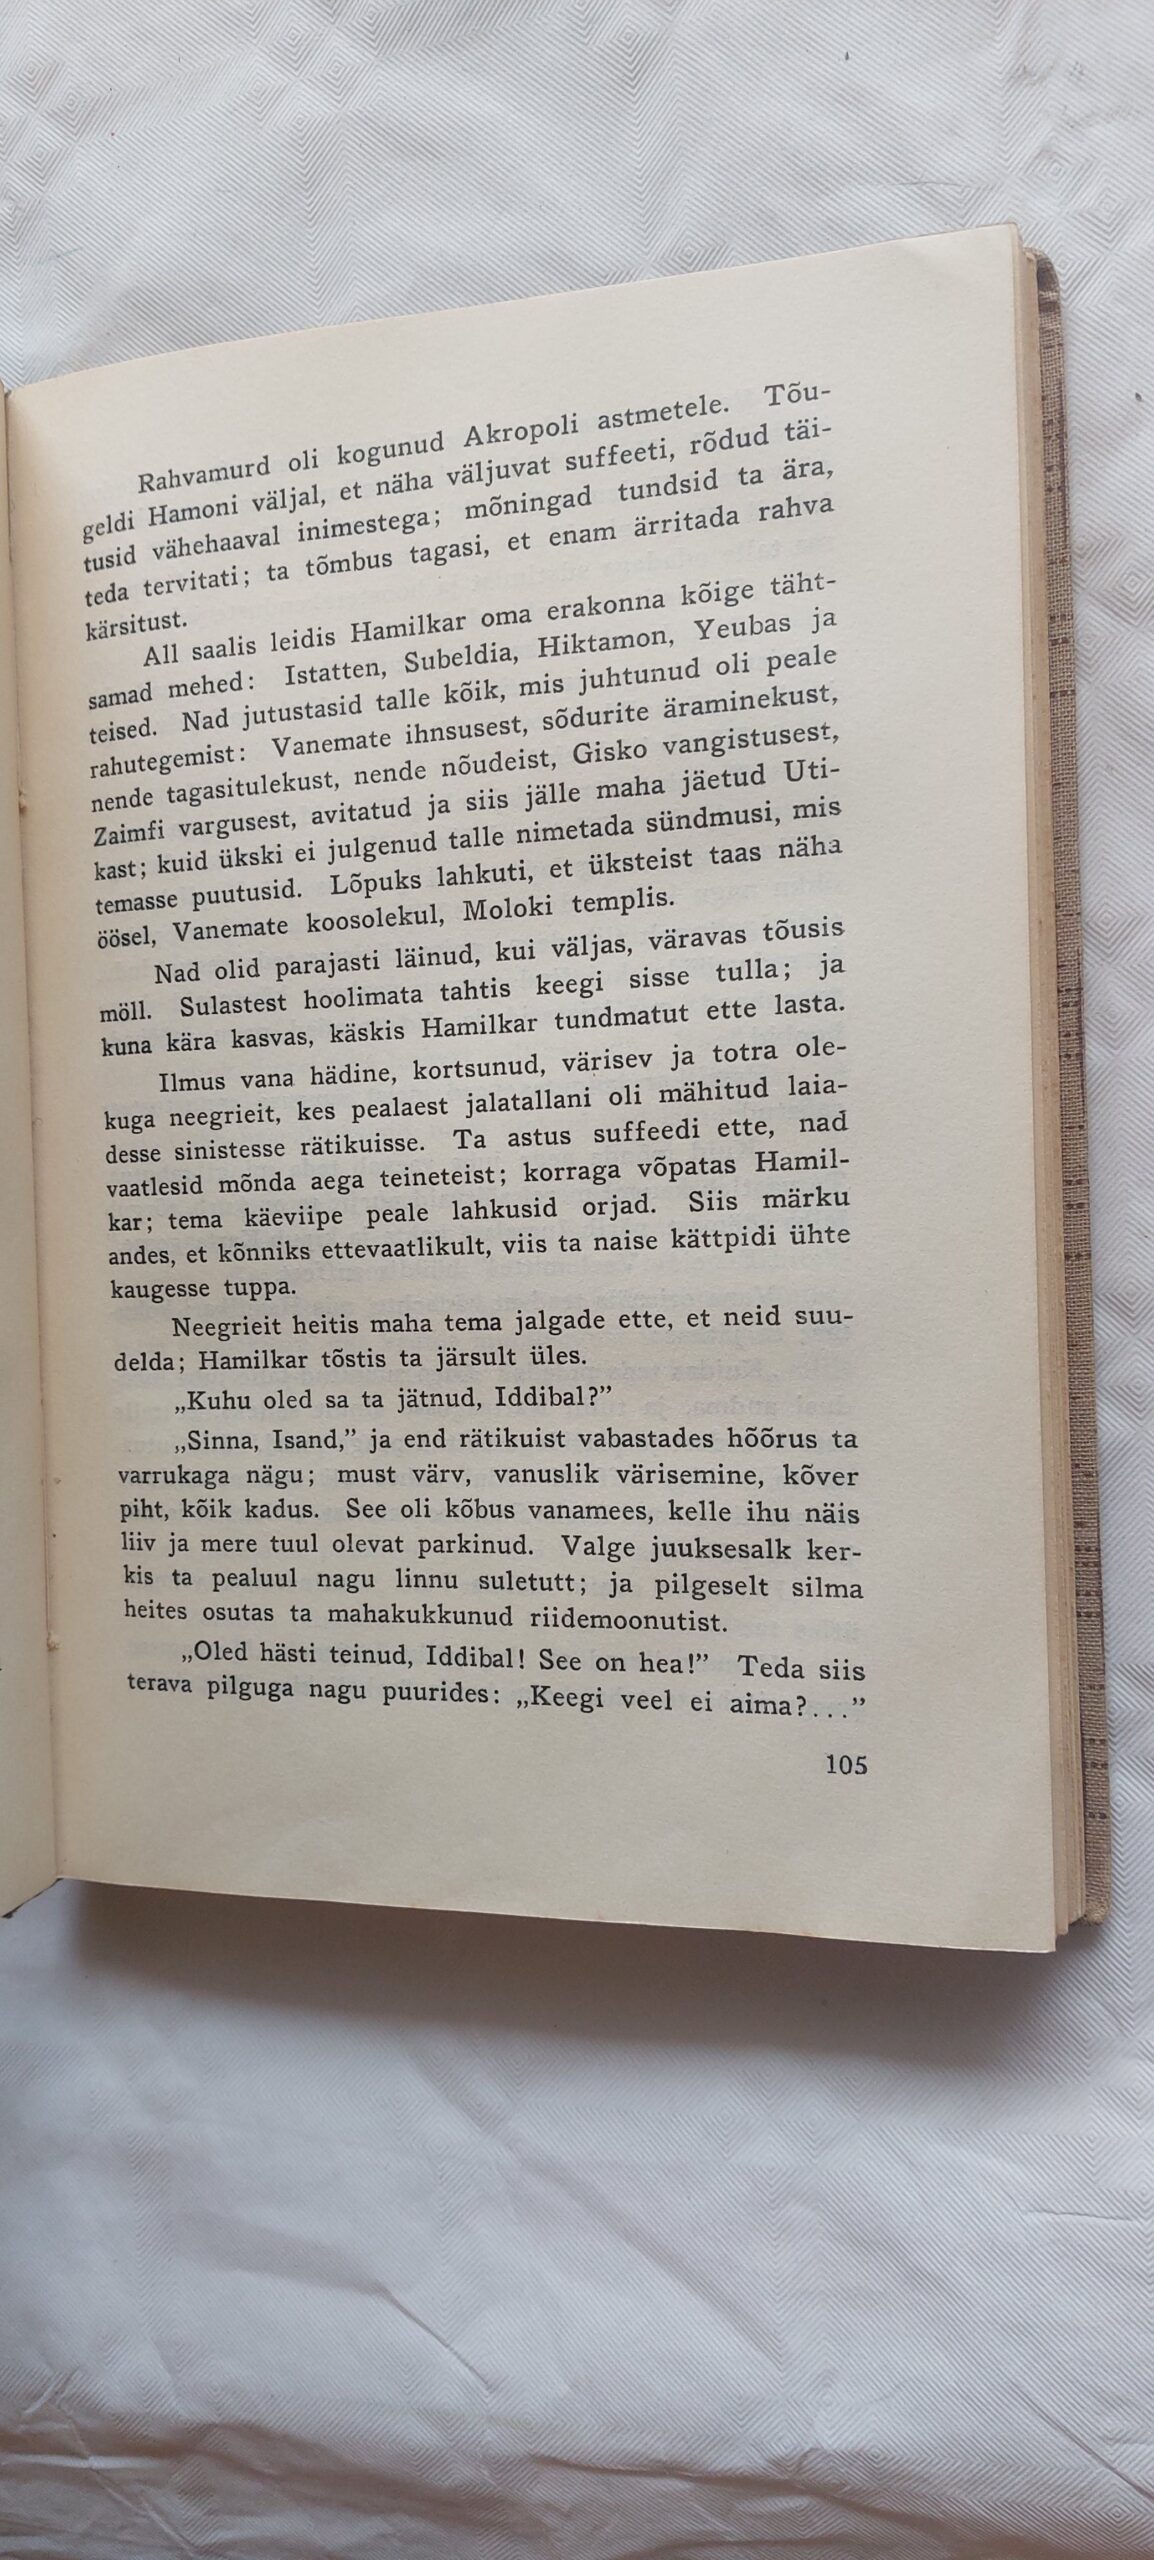 Rahvamurd oli kogunud Akropoli astmetele. Tõu-
geldi Hamoni väljal, et näha väljuvat suffeeti, rõdud täi-
tusid vähehaaval inimestega; mõningad tundsid ta ära,
teda tervitati; ta tõmbus tagasi, et enam ärritada rahva
kärsitust.
All saalis leidis Hamilkar oma erakonna kõige täht-
samad mehed: Istatten, Subeldia, Hiktamon, Yeubas ja
teised. Nad jutustasid talle kõik, mis juhtunud oli peale
rahutegemist: Vanemate ihnsusest, sõdurite äraminekust,
nende tagasitulekust, nende nõudeist, Gisko vangistusest,
Zaimfi vargusest, avitatud ja siis jälle maha jäetud Uti-
kast; kuid ükski ei julgenud talle nimetada sündmusi, mis
temasse puutusid. Lõpuks lahkuti, et üksteist taas näha
öösel, Vanemate koosolekul, Moloki templis.
Nad olid parajasti läinud, kui väljas, väravas tõusis
möll. Sulastest hoolimata tahtis keegi sisse tulla; ja
kuna kära kasvas, käskis Hamilkar tundmatut ette lasta.
Ilmus vana hädine, kortsunud, värisev ja totra ole-
kuga neegrieit, kes pealaest jalatallani oli mähitud laia-
desse sinistesse rätikuisse. Ta astus suffeedi ette, nad
vaatlesid mõnda aega teineteist; korraga võpatas Hamil-
kar; tema käeviipe peale lahkusid orjad. Siis märku
andes, et kõnniks ettevaatlikult, viis ta naise kättpidi ühte
kaugesse tuppa.
Neegrieit heitis maha tema jalgade ette, et neid suu-
delda; Hamilkar tõstis ta järsult üles.
„Kuhu oled sa ta jätnud, Iddibal?”
„Sinna, Isand,” ja end rätikuist vabastades hõõrus ta
varrukaga nägu; must värv, vanuslik värisemine, kõver
piht, kõik kadus. See oli kõbus vanamees, kelle ihu näis
liiv ja mere tuul olevat parkinud. Valge juuksesalk ker-
kis ta pealuul nagu linnu suletutt; ja pilgeselt silma
heites osutas ta mahakukkunud riidemoonutist.
„Oled hästi teinud, Iddibal! See on hea!” Teda siis
terava pilguga nagu puurides: „Keegi veel ei aima?...”
105